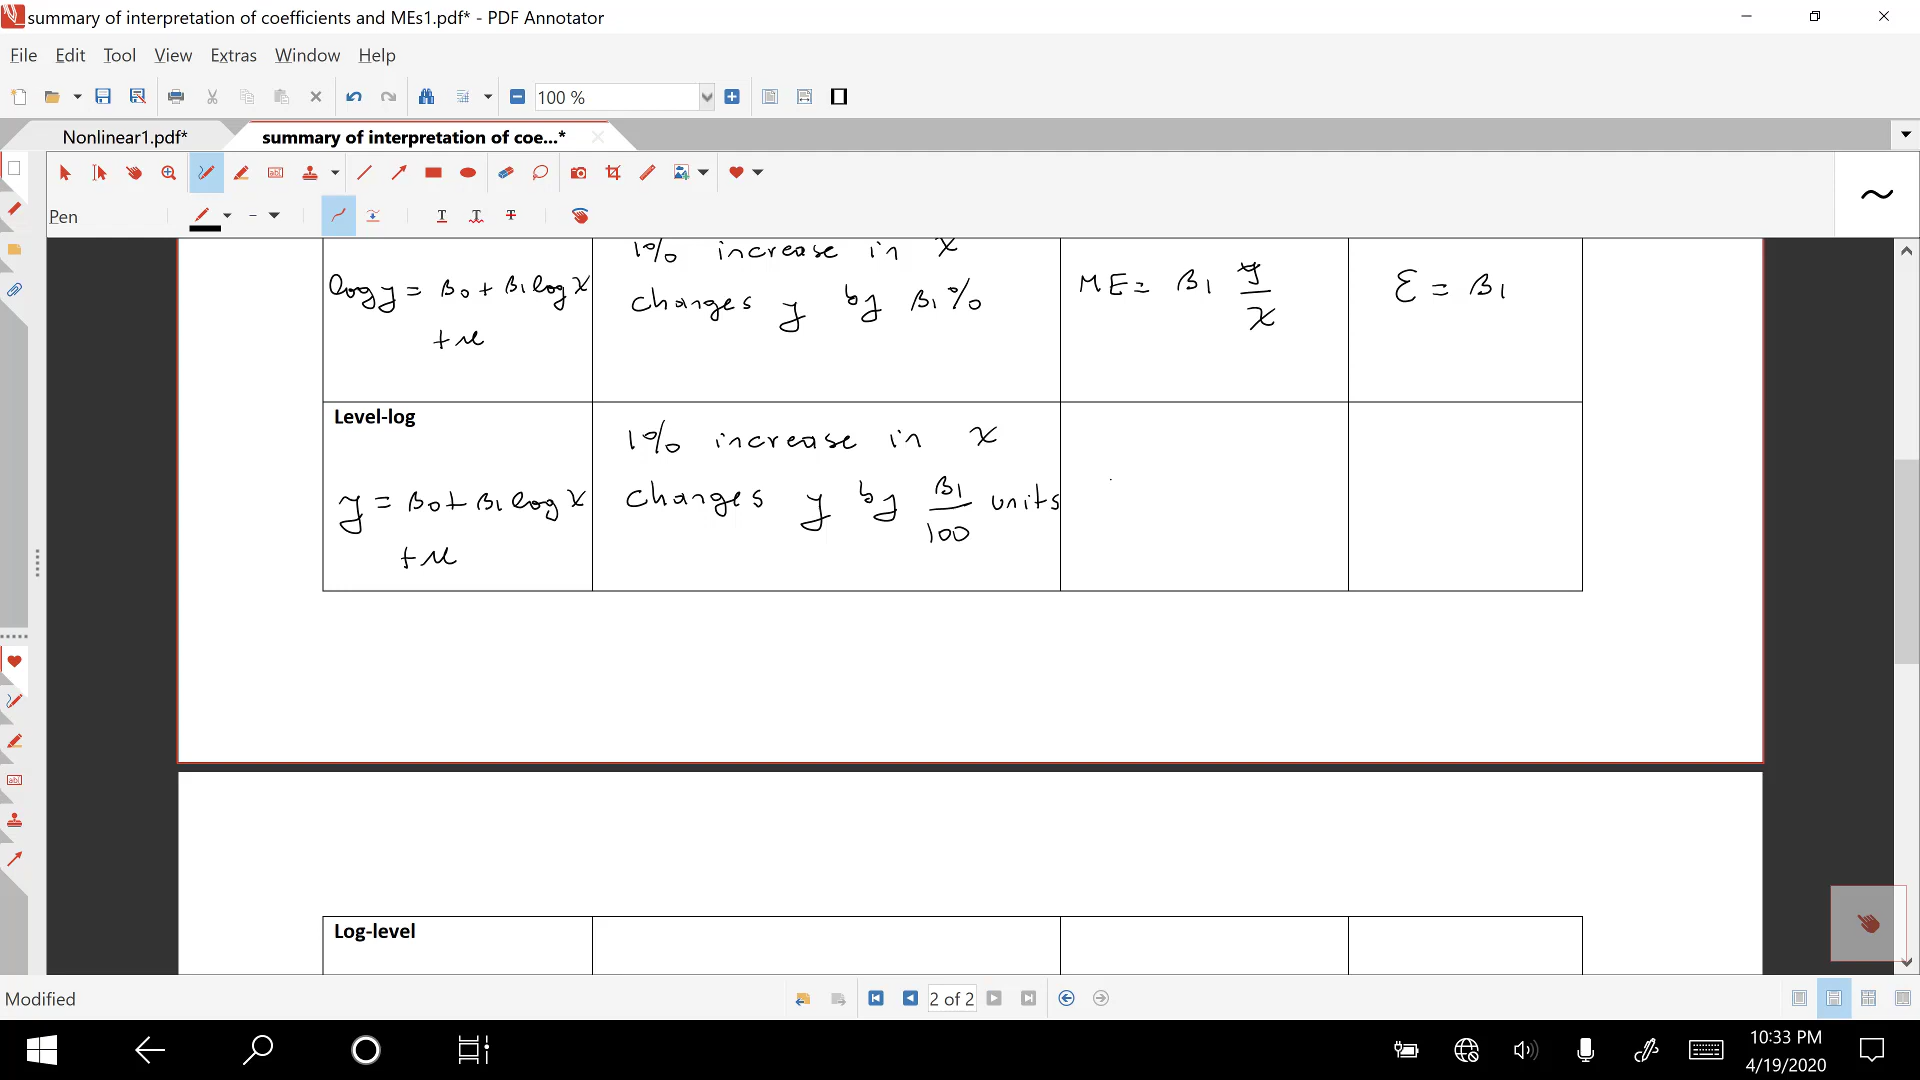 summary of interpretation of coefficients and MEs1.pdf* - PDF Annotator
File Edit Tool View Extras Window Help
100 %
Nonlinear1.pdf*
summary of interpretation of coe...*
Pen
1% increase in x
log y = β0 + β1 log x
+ u
changes y by β1%
ME = β1 y/x
ε = β1
Level-log
1% increase in x
y = β0 + β1 log x
+ u
changes y by β1/100 units
Log-level
Modified
2 of 2
10:33 PM
4/19/2020